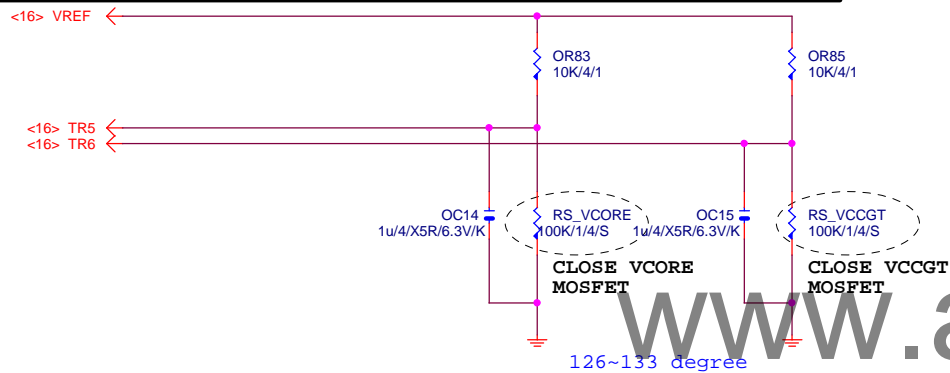 <16> VREF
OR83
10K/4/1
OR85
10K/4/1
<16> TR5
<16> TR6
OC14
1u/4/X5R/6.3V/K
RS_VCORE
100K/1/4/S
OC15
1u/4/X5R/6.3V/K
RS_VCCGT
100K/1/4/S
CLOSE VCORE
MOSFET
CLOSE VCCGT
MOSFET
www.a
126~133 degree